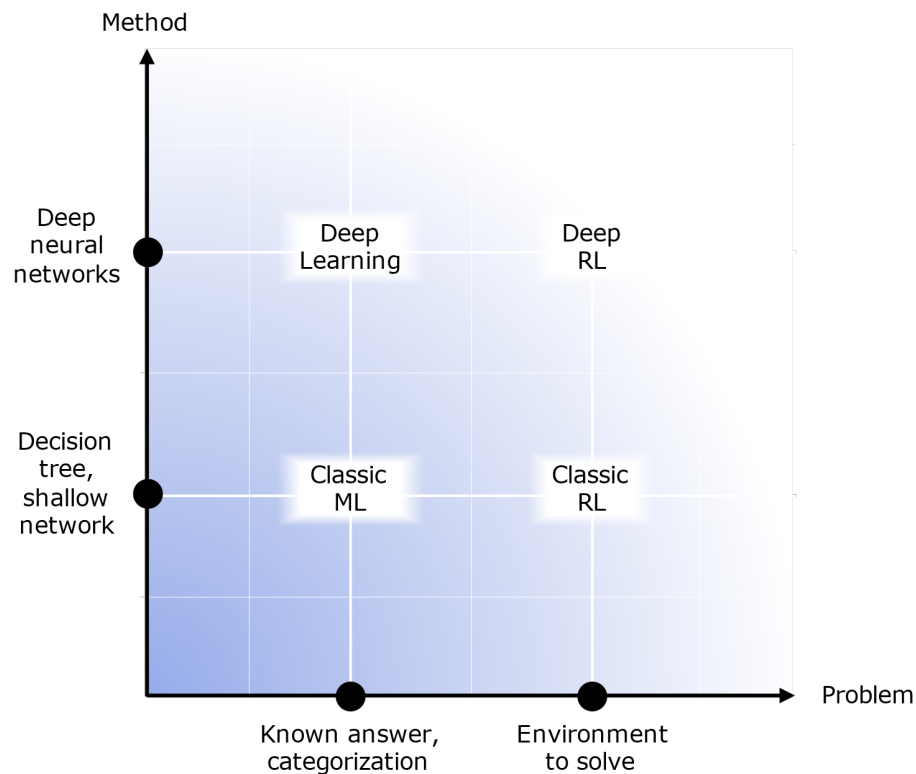 Method
Deep
neural
networks
Deep
Learning
Deep
RL
Decision
tree,
shallow
network
Classic
ML
Classic
RL
Problem
Known answer,
categorization
Environment
to solve